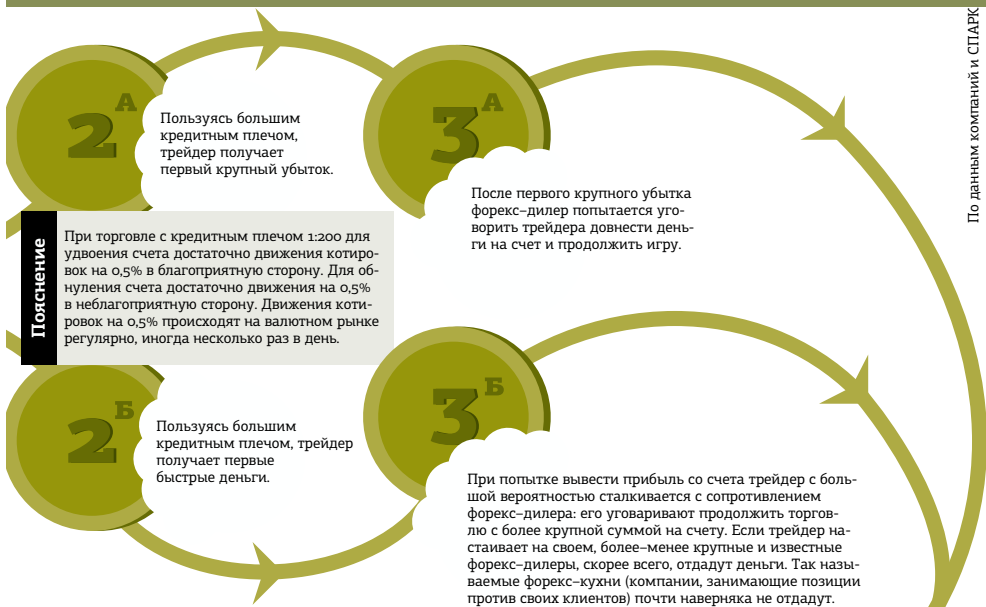 По данным компаний и СПАРК
2
А
Пользуясь большим
кредитным плечом,
трейдер получает
первый крупный убыток.
3
А
После первого крупного убытка
форекс–дилер попытается уго-
ворить трейдера довнести день-
ги на счет и продолжить игру.
Пояснение
При торговле с кредитным плечом 1:200 для
удвоения счета достаточно движения котиро-
вок на 0,5% в благоприятную сторону. Для об-
нуления счета достаточно движения на 0,5%
в неблагоприятную сторону. Движения коти-
ровок на 0,5% происходят на валютном рынке
регулярно, иногда несколько раз в день.
2
Б
Пользуясь большим
кредитным плечом, трейдер
получает первые
быстрые деньги.
3
Б
При попытке вывести прибыль со счета трейдер с боль-
шой вероятностью сталкивается с сопротивлением
форекс–дилера: его уговаривают продолжить торгов-
лю с более крупной суммой на счету. Если трейдер на-
стаивает на своем, более–менее крупные и известные
форекс–дилеры, скорее всего, отдадут деньги. Так назы-
ваемые форекс–кухни (компании, занимающие позиции
против своих клиентов) почти наверняка не отдадут.